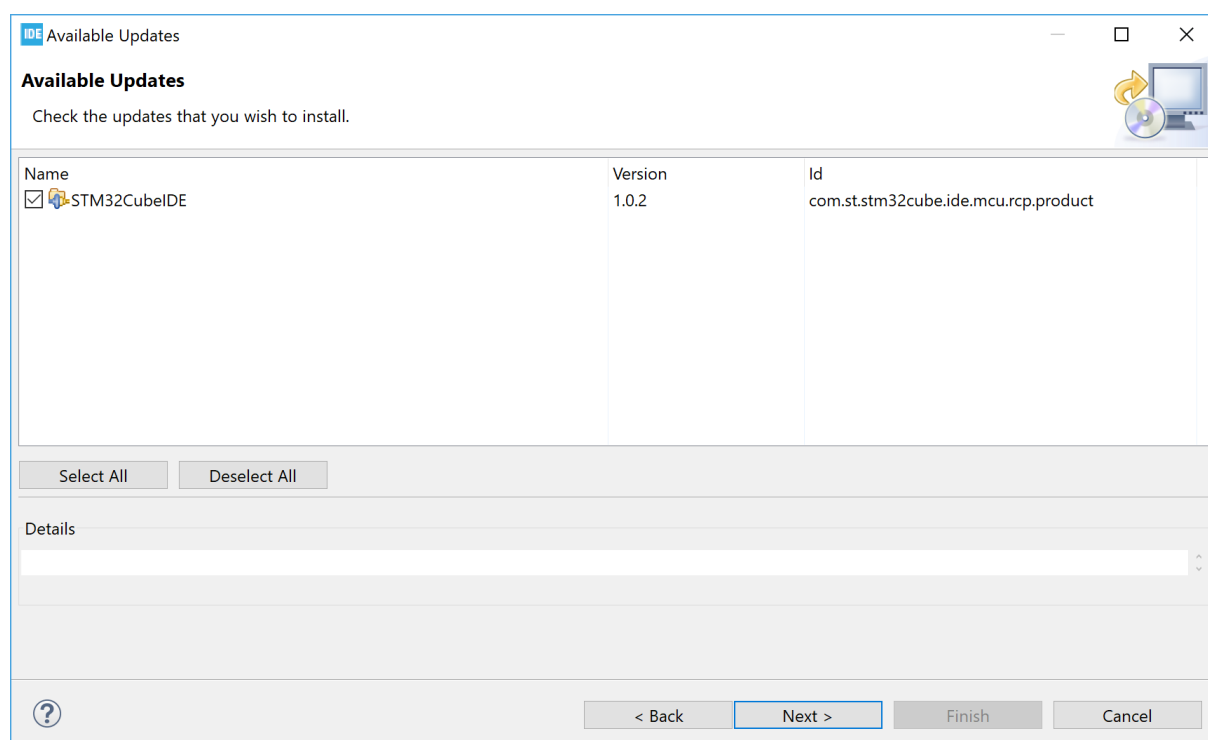 IDE Available Updates
Available Updates
Check the updates that you wish to install.
Name Version Id
STM32CubeIDE 1.0.2 com.st.stm32cube.ide.mcu.rcp.product
Select All Deselect All
Details
? < Back Next > Finish Cancel